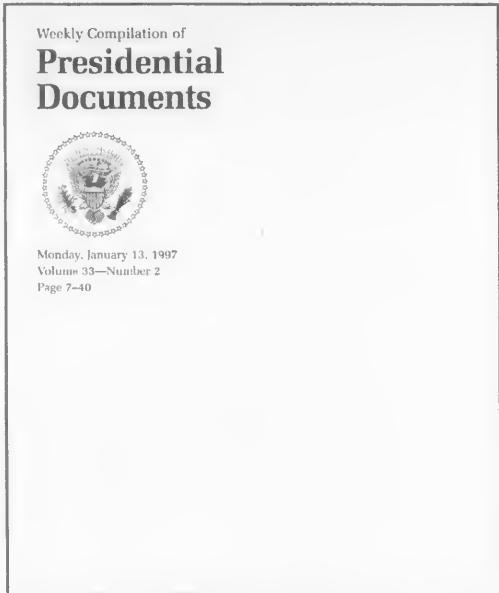 Weekly Compilation of
Presidential
Documents
Monday, January 13, 1997
Volume 33—Number 2
Page 7–40